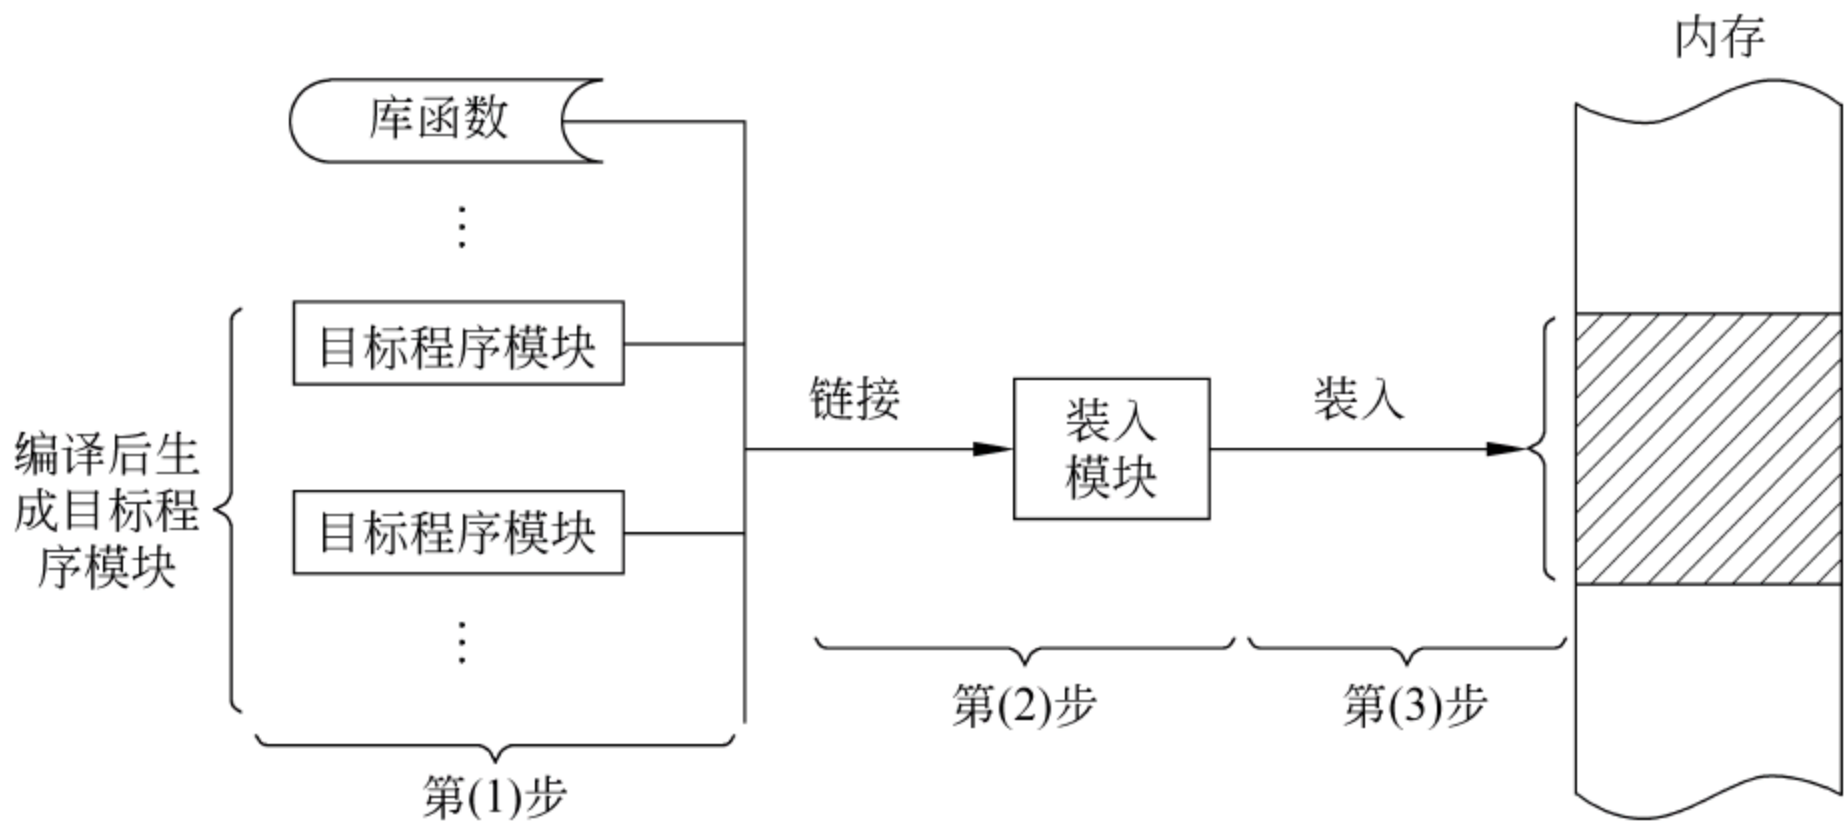 内存
库函数
目标程序模块
编译后生
成目标程
序模块
目标程序模块
链接
装入
模块
装入
第(1)步
第(2)步
第(3)步